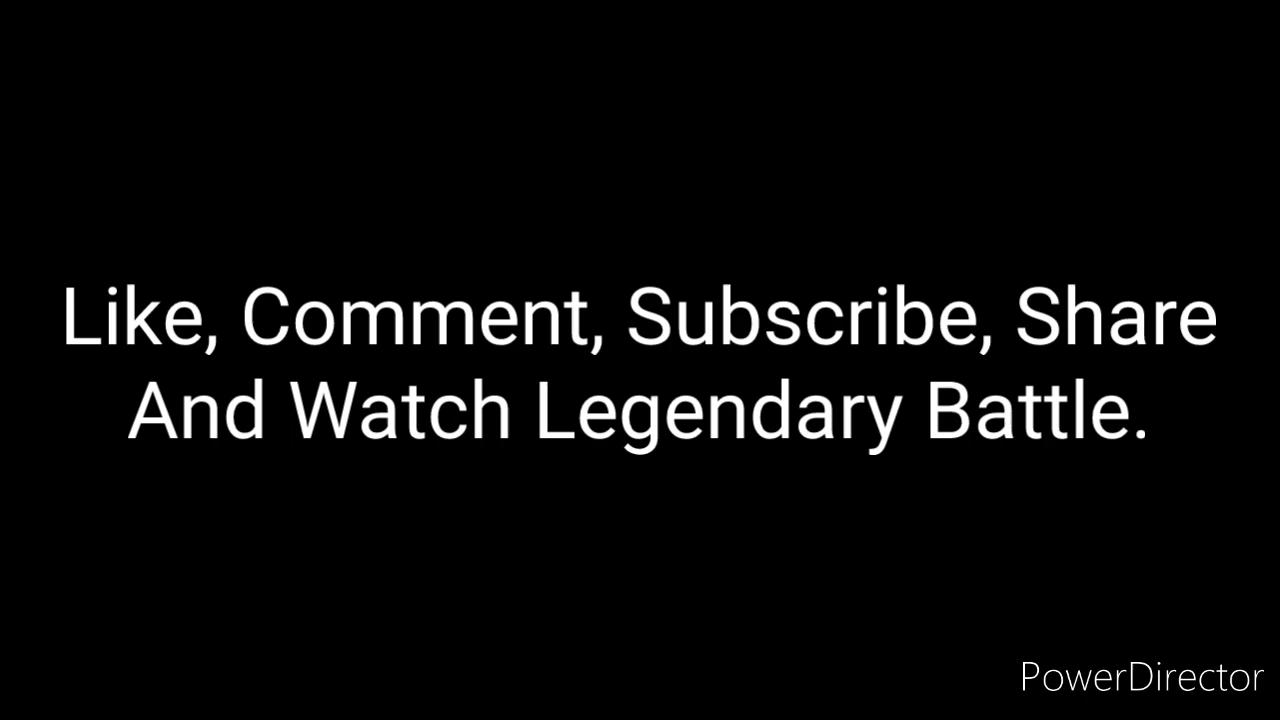 Like, Comment, Subscribe, Share
And Watch Legendary Battle.
PowerDirector